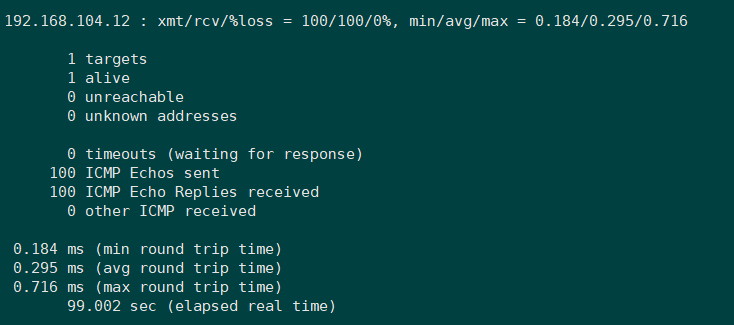 192.168.104.12 : xmt/rcv/%loss = 100/100/0%, min/avg/max = 0.184/0.295/0.716
1 targets
1 alive
0 unreachable
0 unknown addresses
0 timeouts (waiting for response)
100 ICMP Echos sent
100 ICMP Echo Replies received
0 other ICMP received
0.184 ms (min round trip time)
0.295 ms (avg round trip time)
0.716 ms (max round trip time)
99.002 sec (elapsed real time)